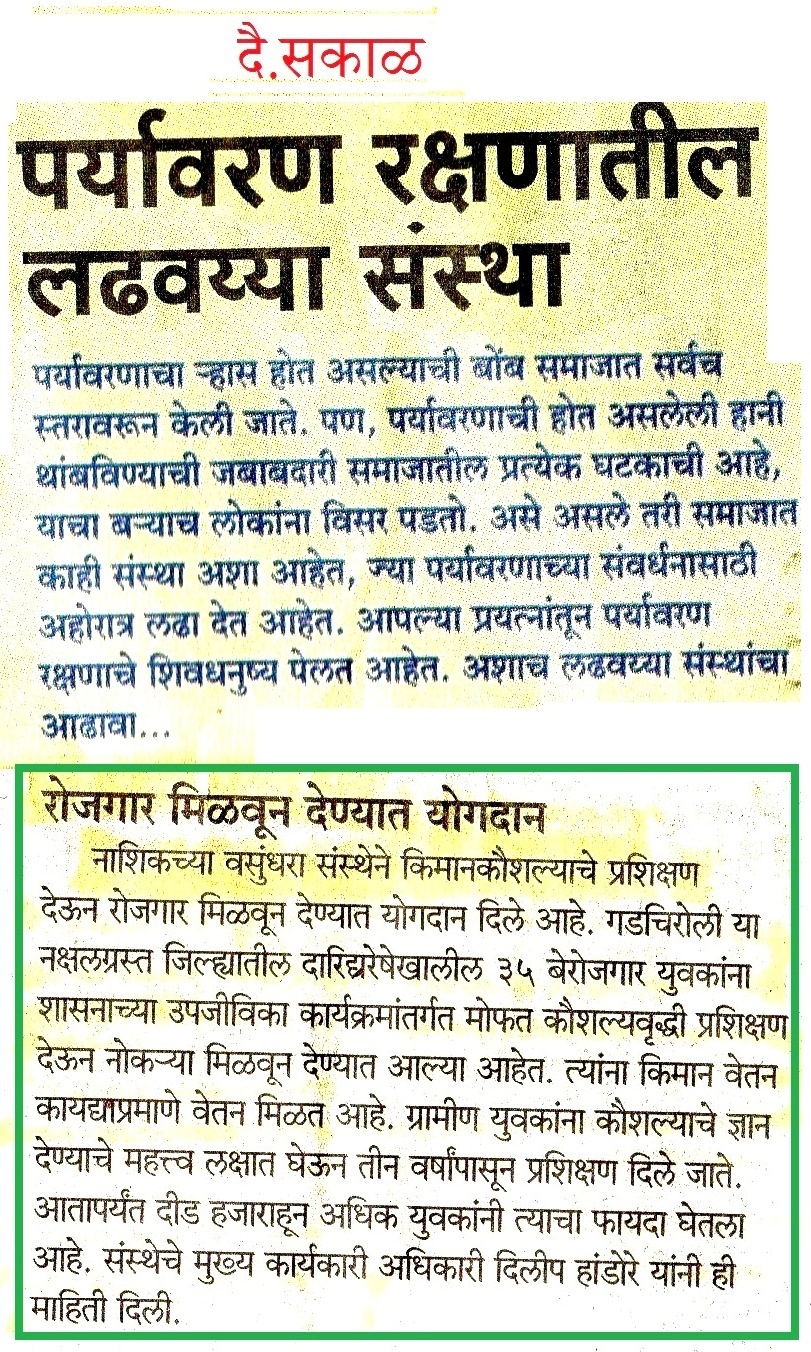 दै.सकाळ
पर्यावरण रक्षणातील
लढवय्या संस्था
पर्यावरणाचा ऱ्हास होत असल्याची बोंब समाजात सर्वच
स्तरावरून केली जाते. पण, पर्यावरणाची होत असलेली हानी
थांबविण्याची जबाबदारी समाजातील प्रत्येक घटकाची आहे,
याचा बऱ्याच लोकांना विसर पडतो. असे असले तरी समाजात
काही संस्था अशा आहेत, ज्या पर्यावरणाच्या संवर्धनासाठी
अहोरात्र लढा देत आहेत. आपल्या प्रयत्नांतून पर्यावरण
रक्षणाचे शिवधनुष्य पेलत आहेत. अशाच लढवय्या संस्थांचा
आढावा...
रोजगार मिळवून देण्यात योगदान
नाशिकच्या वसुंधरा संस्थेने किमानकौशल्याचे प्रशिक्षण
देऊन रोजगार मिळवून देण्यात योगदान दिले आहे. गडचिरोली या
नक्षलग्रस्त जिल्ह्यातील दारिद्यरेषेखालील ३५ बेरोजगार युवकांना
शासनाच्या उपजीविका कार्यक्रमांतर्गत मोफत कौशल्यवृद्धी प्रशिक्षण
देऊन नोकऱ्या मिळवून देण्यात आल्या आहेत. त्यांना किमान वेतन
कायद्याप्रमाणे वेतन मिळत आहे. ग्रामीण युवकांना कौशल्याचे ज्ञान
देण्याचे महत्त्व लक्षात घेऊन तीन वर्षांपासून प्रशिक्षण दिले जाते.
आतापर्यंत दीड हजाराहून अधिक युवकांनी त्याचा फायदा घेतला
आहे. संस्थेचे मुख्य कार्यकारी अधिकारी दिलीप हांडोरे यांनी ही
माहिती दिली.